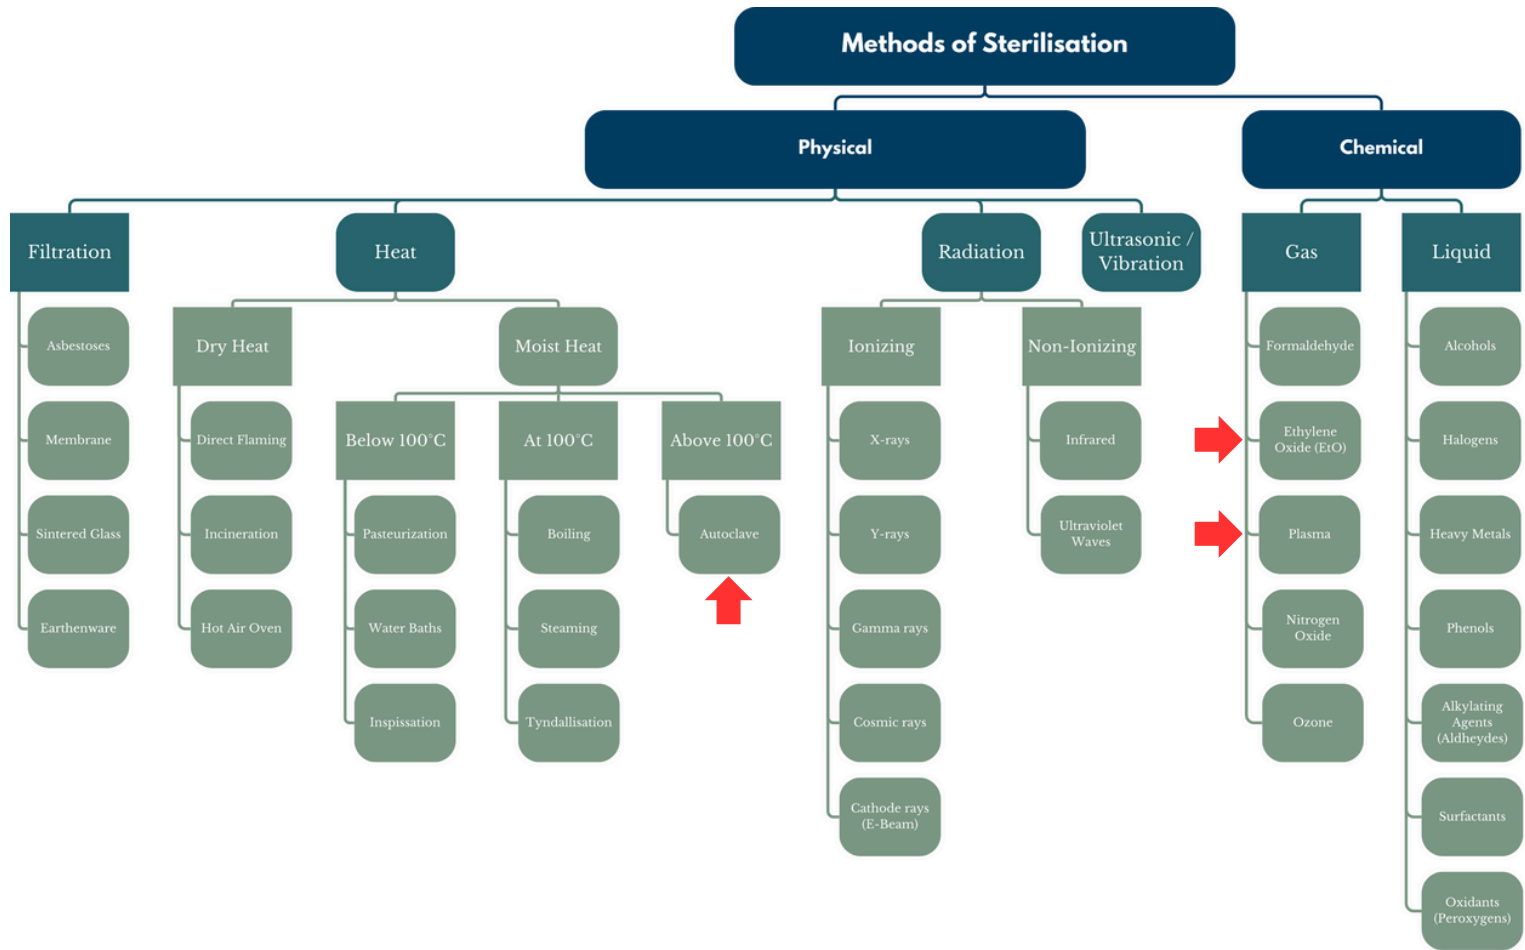 Methods of Sterilisation
Physical
Chemical
Filtration
Heat
Radiation
Ultrasonic /
Vibration
Gas
Liquid
Asbestoses
Membrane
Sintered Glass
Earthenware
Dry Heat
Direct Flaming
Incineration
Hot Air Oven
Moist Heat
Below 100°C
Pasteurization
Water Baths
Inspissation
At 100°C
Boiling
Steaming
Tyndallisation
Above 100°C
Autoclave
Ionizing
X-rays
Y-rays
Gamma rays
Cosmic rays
Cathode rays
(E-Beam)
Non-Ionizing
Infrared
Ultraviolet
Waves
Formaldehyde
Ethylene
Oxide (EtO)
Plasma
Nitrogen
Oxide
Ozone
Alcohols
Halogens
Heavy Metals
Phenols
Alkylating
Agents
(Aldheydes)
Surfactants
Oxidants
(Peroxygens)